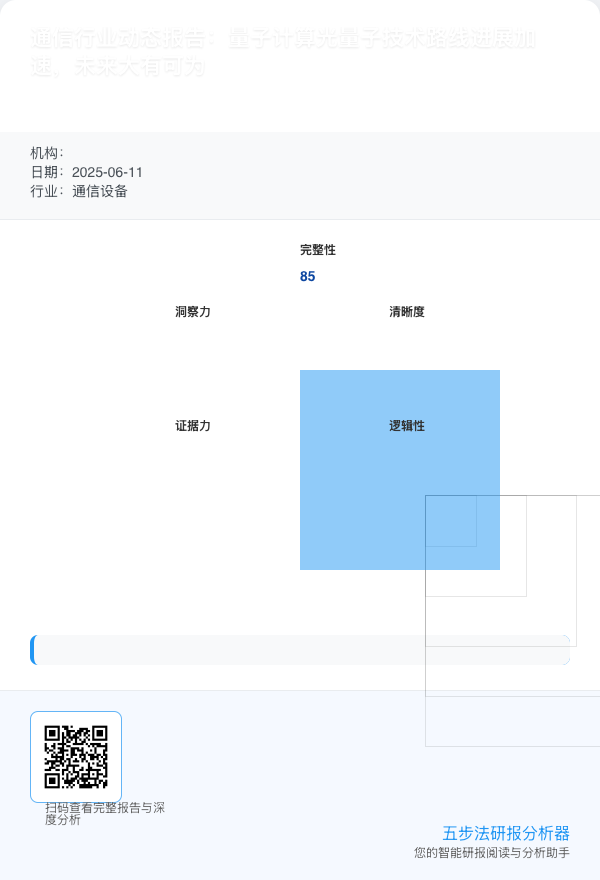 通信行业动态报告：量子计算光量子技术路线进展加
速，未来大有可为
机构：
日期：2025-06-11
行业：通信设备
完整性
85
洞察力
清晰度
证据力
逻辑性
扫码查看完整报告与深
度分析
五步法研报分析器
您的智能研报阅读与分析助手